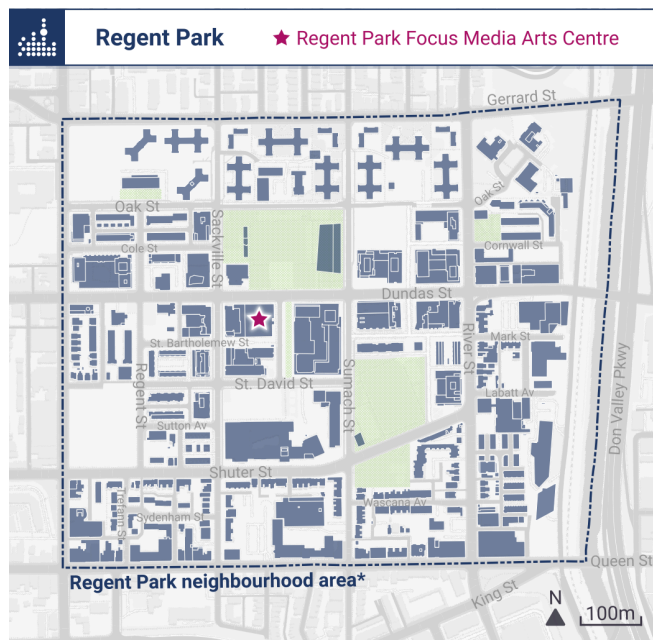 Regent Park
Regent Park Focus Media Arts Centre
Gerrard St
Oak St
Oak St
Sackville St
Cole St
Cornwall St
Dundas St
St. Bartholemew St
Mark St
River St
Regent St
St. David St
Sumach St
Labatt Av
Don Valley Pkwy
Sutton Av
Shuter St
Wascana Av
Trefann St
Sydenham St
Queen St
Regent Park neighbourhood area*
King St
N
100m